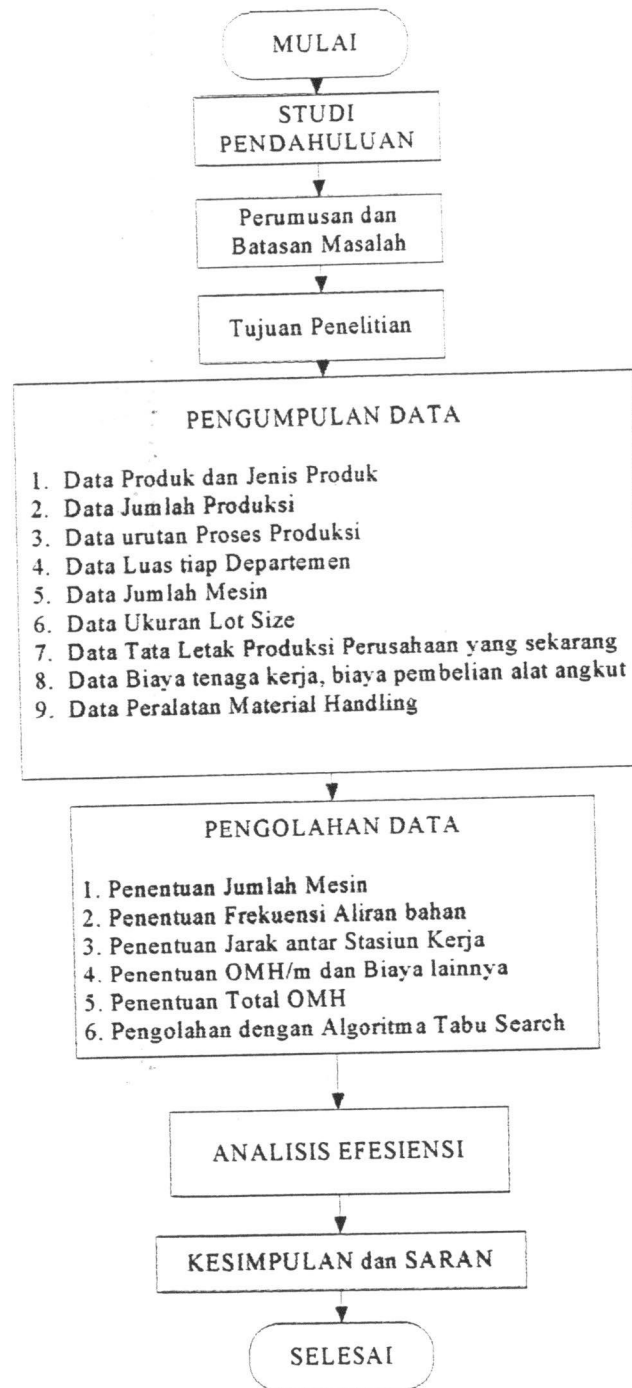 MULAI
STUDI
PENDAHULUAN
Perumusan dan
Batasan Masalah
Tujuan Penelitian
PENGUMPULAN DATA
1. Data Produk dan Jenis Produk
2. Data Jumlah Produksi
3. Data urutan Proses Produksi
4. Data Luas tiap Departemen
5. Data Jumlah Mesin
6. Data Ukuran Lot Size
7. Data Tata Letak Produksi Perusahaan yang sekarang
8. Data Biaya tenaga kerja, biaya pembelian alat angkut
9. Data Peralatan Material Handling
PENGOLAHAN DATA
1. Penentuan Jumlah Mesin
2. Penentuan Frekuensi Aliran bahan
3. Penentuan Jarak antar Stasiun Kerja
4. Penentuan OMH/m dan Biaya lainnya
5. Penentuan Total OMH
6. Pengolahan dengan Algoritma Tabu Search
ANALISIS EFESIENSI
KESIMPULAN dan SARAN
SELESAI